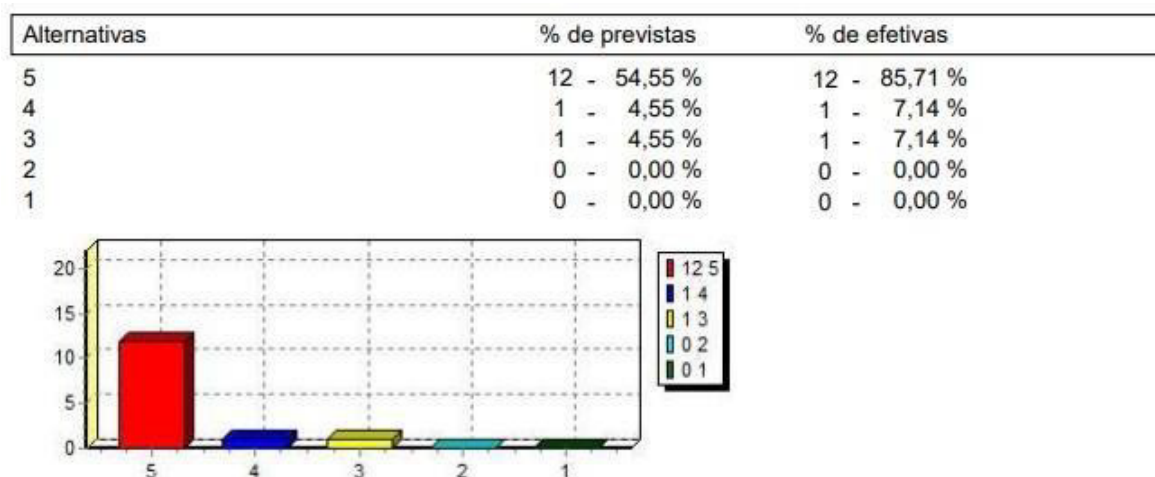 Alternativas % de previstas % de efetivas
5 12 - 54,55 % 12 - 85,71 %
4 1 - 4,55 % 1 - 7,14 %
3 1 - 4,55 % 1 - 7,14 %
2 0 - 0,00 % 0 - 0,00 %
1 0 - 0,00 % 0 - 0,00 %
20
15
10
5
0
5 4 3 2 1
12 5
1 4
1 3
0 2
0 1